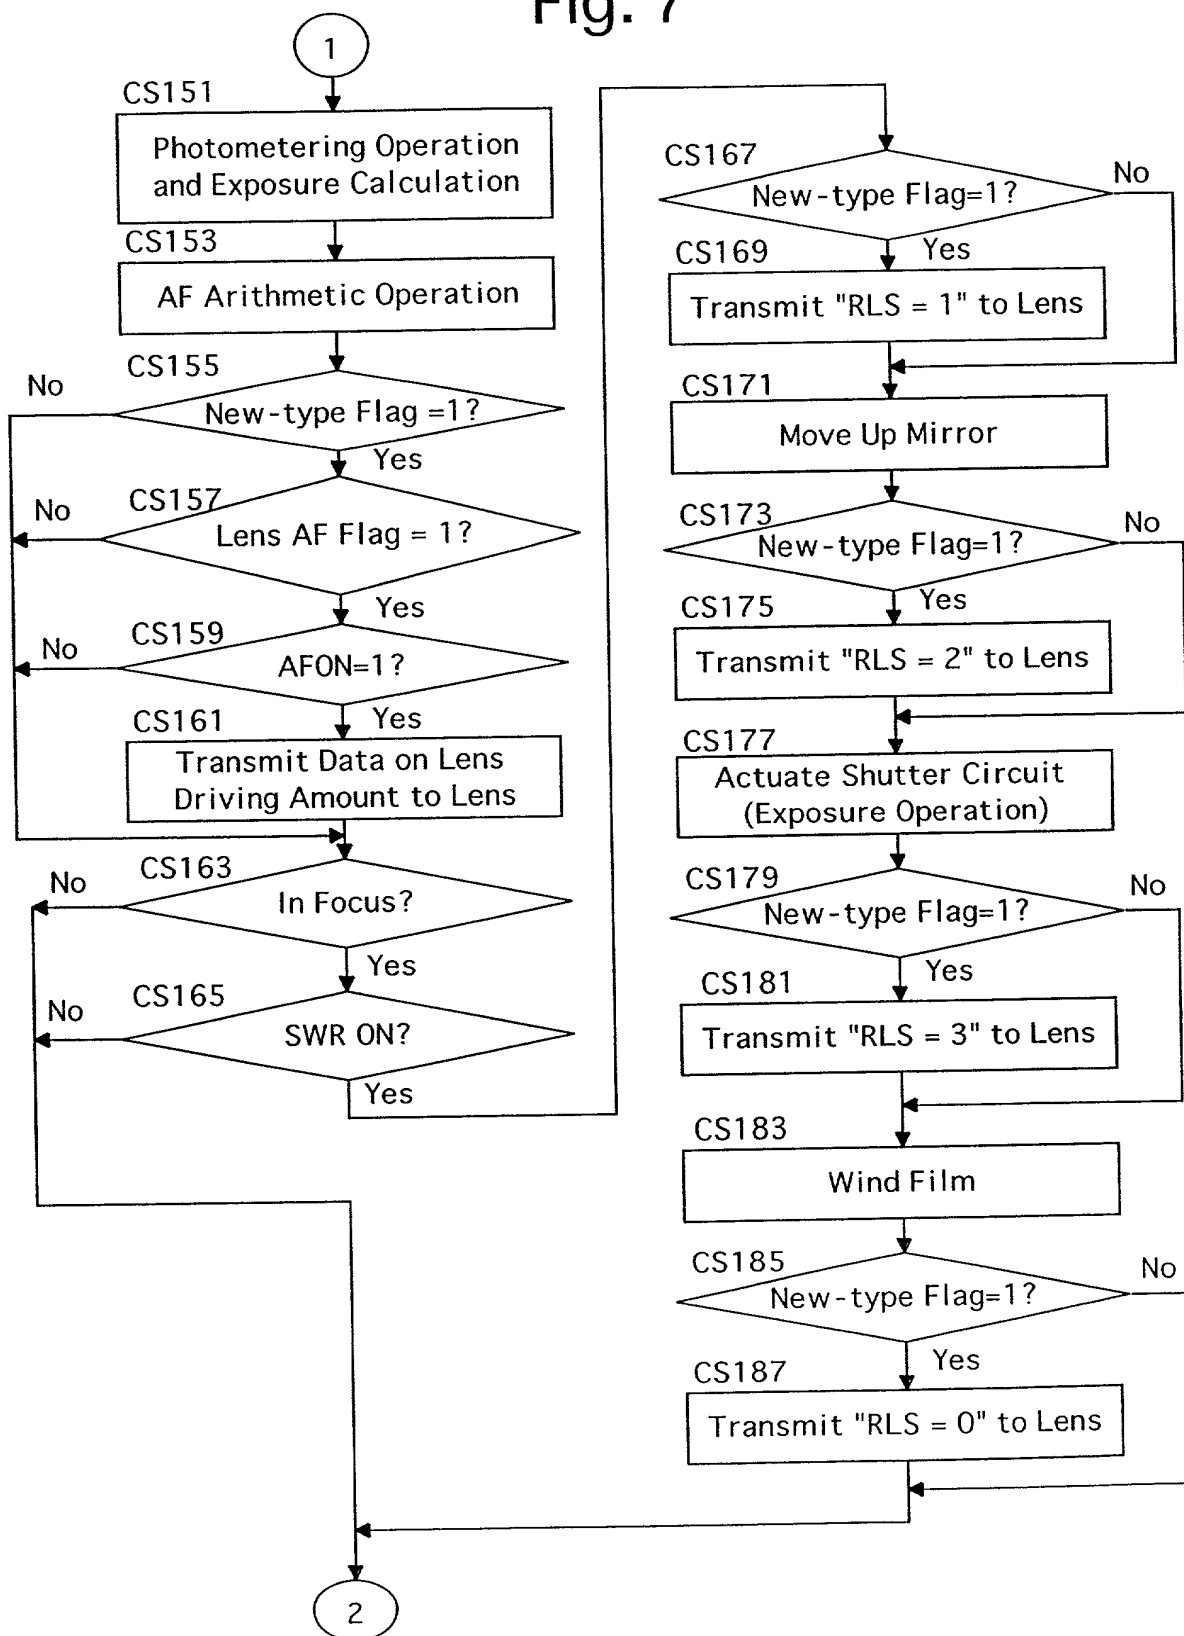 Fig. 7
1
CS151
Photometering Operation
and Exposure Calculation
CS153
AF Arithmetic Operation
CS155
No
New-type Flag =1?
Yes
CS157
No
Lens AF Flag = 1?
Yes
CS159
No
AFON=1?
Yes
CS161
Transmit Data on Lens
Driving Amount to Lens
CS163
No
In Focus?
Yes
CS165
No
SWR ON?
Yes
CS167
New-type Flag=1?
No
Yes
CS169
Transmit "RLS = 1" to Lens
CS171
Move Up Mirror
CS173
New-type Flag=1?
No
Yes
CS175
Transmit "RLS = 2" to Lens
CS177
Actuate Shutter Circuit
(Exposure Operation)
CS179
New-type Flag=1?
No
Yes
CS181
Transmit "RLS = 3" to Lens
CS183
Wind Film
CS185
New-type Flag=1?
No
Yes
CS187
Transmit "RLS = 0" to Lens
2